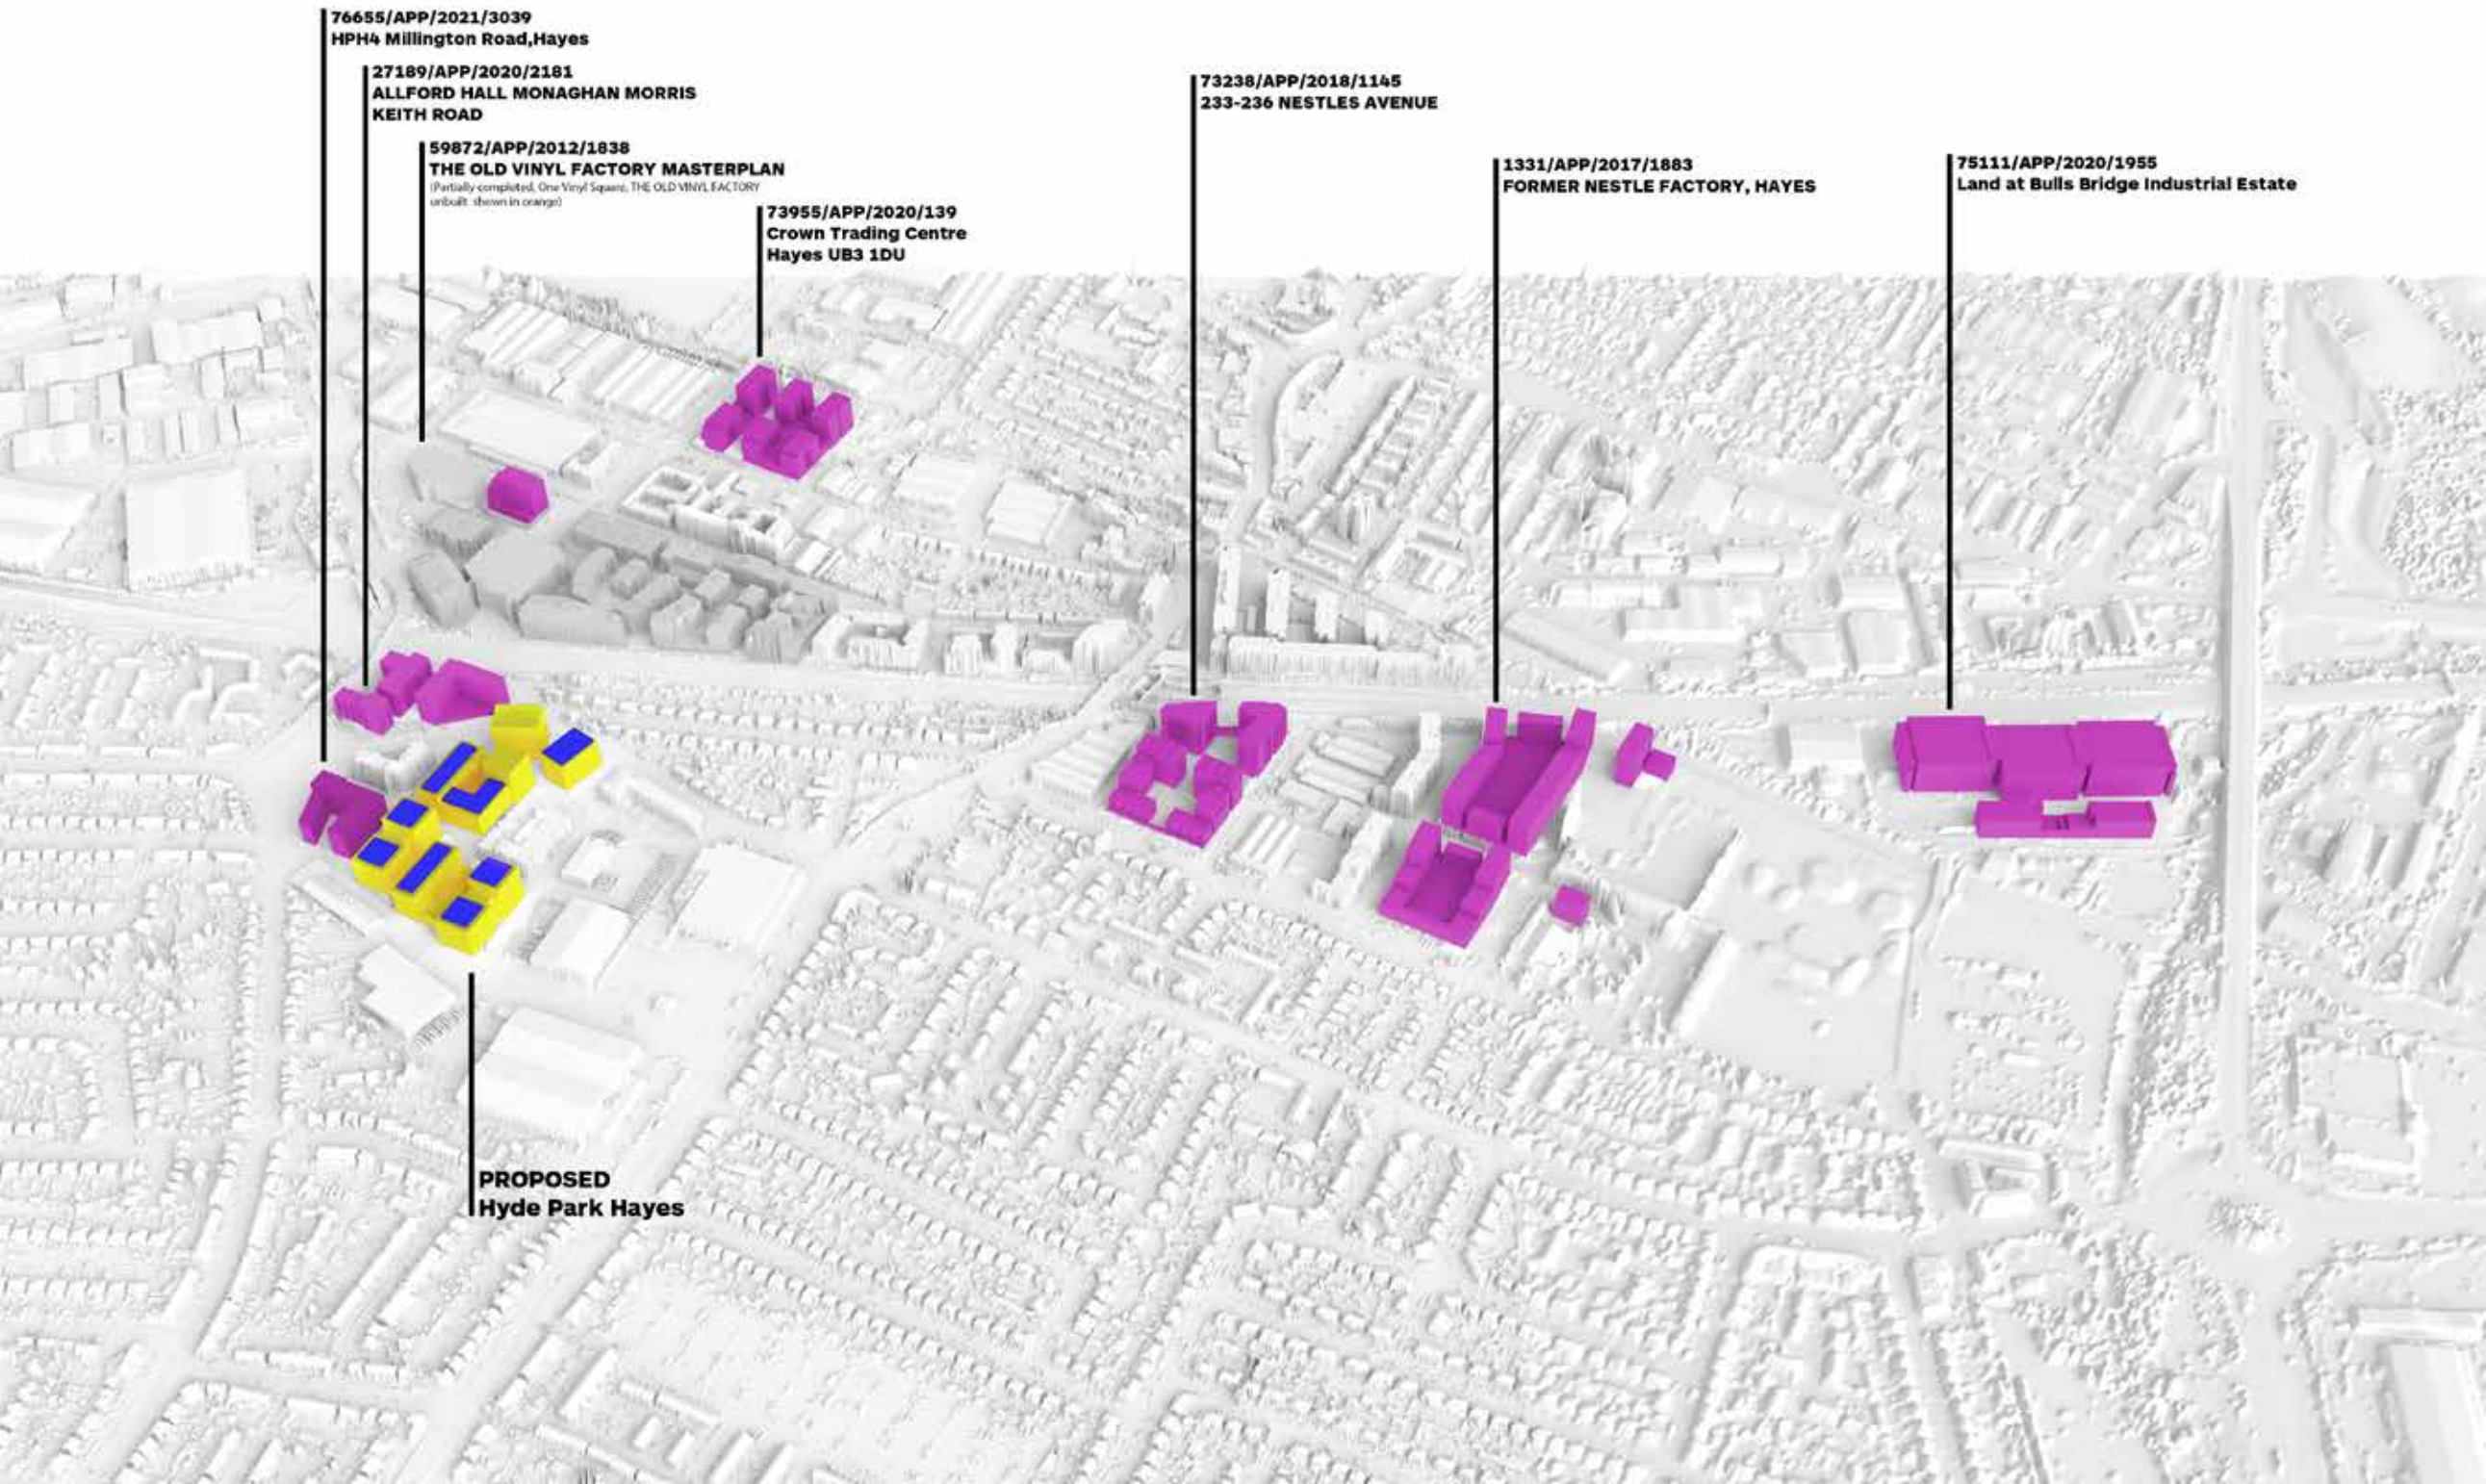 76655/APP/2021/3039
HPH4 Millington Road,Hayes
27189/APP/2020/2181
ALLFORD HALL MONAGHAN MORRIS
KEITH ROAD
59872/APP/2012/1838
THE OLD VINYL FACTORY MASTERPLAN
(Partially completed, One Vinyl Square, THE OLD VINYL FACTORY
unbuilt shown in orange)
73955/APP/2020/139
Crown Trading Centre
Hayes UB3 1DU
73238/APP/2018/1145
233-236 NESTLES AVENUE
1331/APP/2017/1883
FORMER NESTLE FACTORY, HAYES
75111/APP/2020/1955
Land at Bulls Bridge Industrial Estate
PROPOSED
Hyde Park Hayes